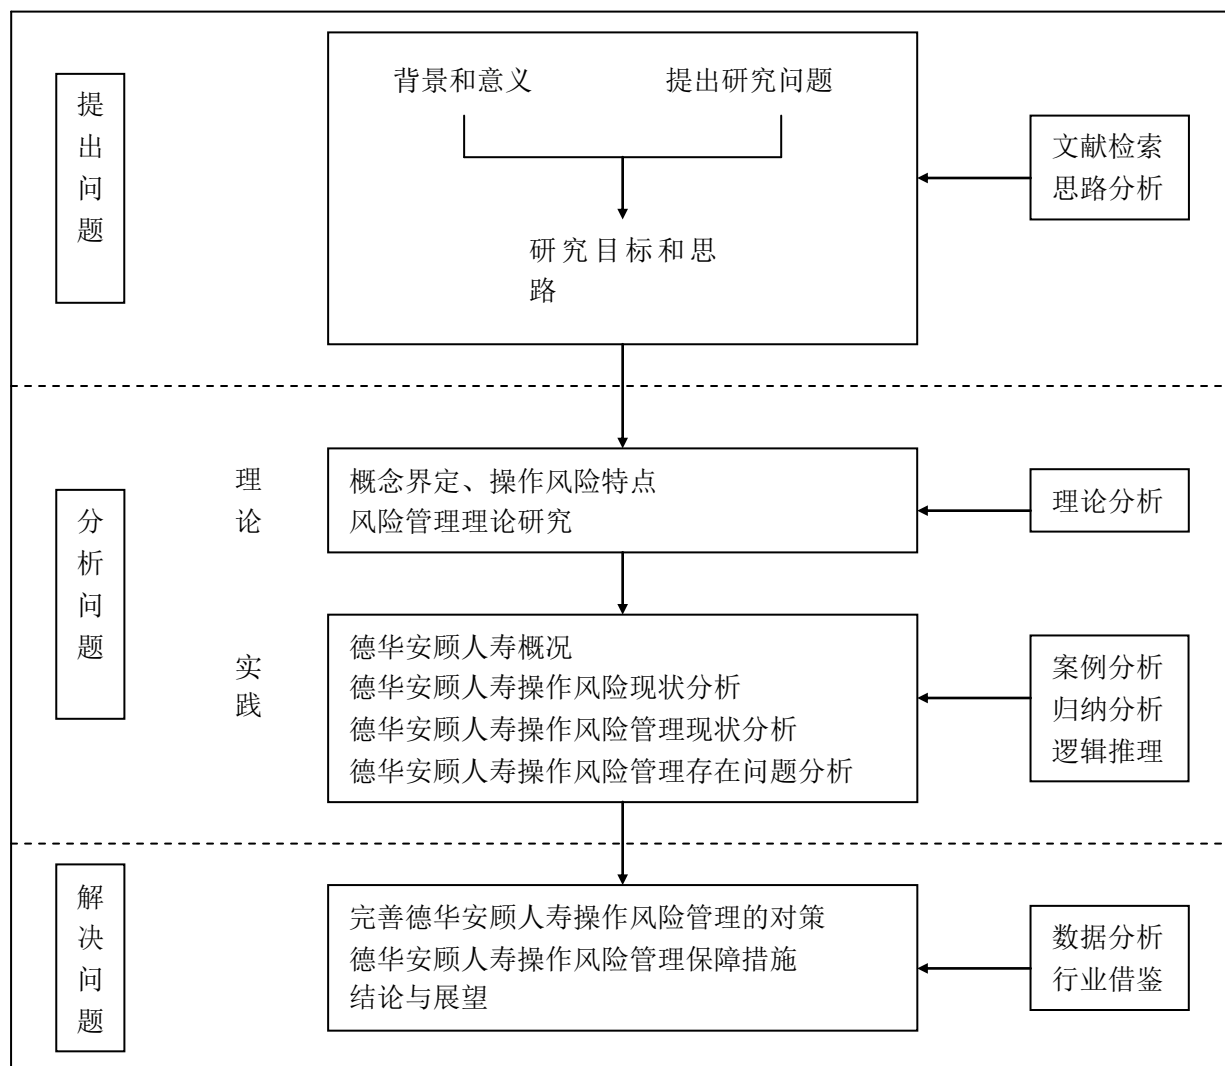 提出问题
背景和意义
提出研究问题
研究目标和思
路
文献检索
思路分析
分析问题
理论
概念界定、操作风险特点
风险管理理论研究
理论分析
实践
德华安顾人寿概况
德华安顾人寿操作风险现状分析
德华安顾人寿操作风险管理现状分析
德华安顾人寿操作风险管理存在问题分析
案例分析
归纳分析
逻辑推理
解决问题
完善德华安顾人寿操作风险管理的对策
德华安顾人寿操作风险管理保障措施
结论与展望
数据分析
行业借鉴